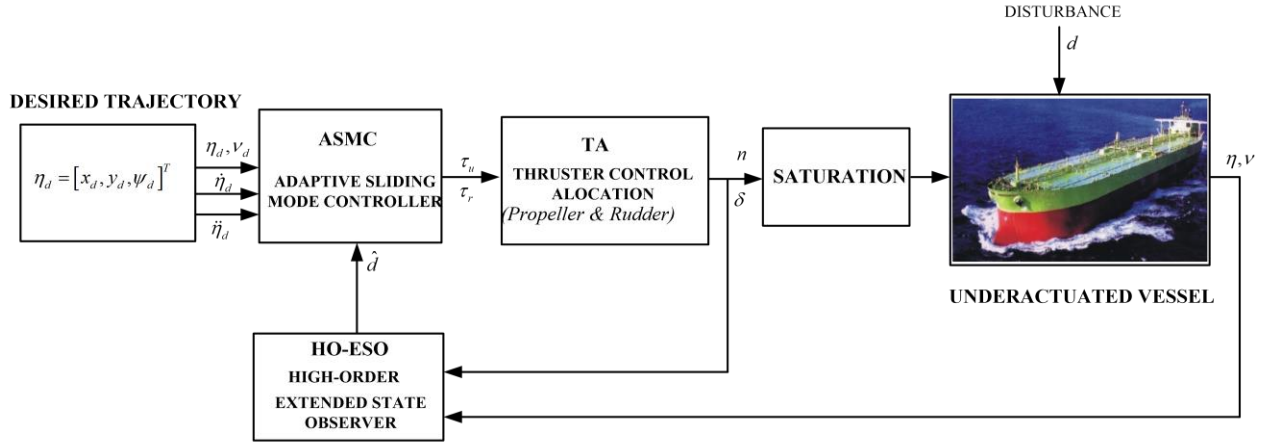 DISTURBANCE
d
DESIRED TRAJECTORY
η_d = [x_d, y_d, ψ_d]^T
η_d, ν_d
η̇_d
η̈_d
ASMC
ADAPTIVE SLIDING
MODE CONTROLLER
τ_u
τ_r
TA
THRUSTER CONTROL
ALOCATION
(Propeller & Rudder)
n
δ
SATURATION
η, ν
UNDERACTUATED VESSEL
d̂
HO-ESO
HIGH-ORDER
EXTENDED STATE
OBSERVER